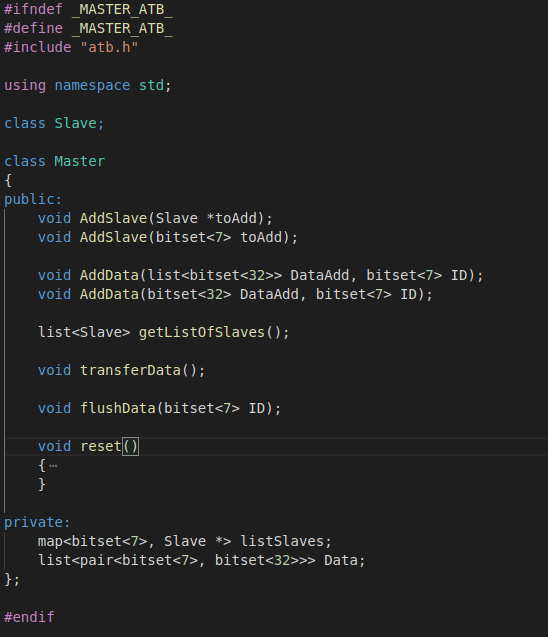 #ifndef _MASTER_ATB_
#define _MASTER_ATB_
#include "atb.h"
using namespace std;
class Slave;
class Master
{
public:
void AddSlave(Slave *toAdd);
void AddSlave(bitset<7> toAdd);
void AddData(list<bitset<32>> DataAdd, bitset<7> ID);
void AddData(bitset<32> DataAdd, bitset<7> ID);
list<Slave> getListOfSlaves();
void transferData();
void flushData(bitset<7> ID);
void reset()
{⋯
}
private:
map<bitset<7>, Slave *> listSlaves;
list<pair<bitset<7>, bitset<32>>> Data;
};
#endif